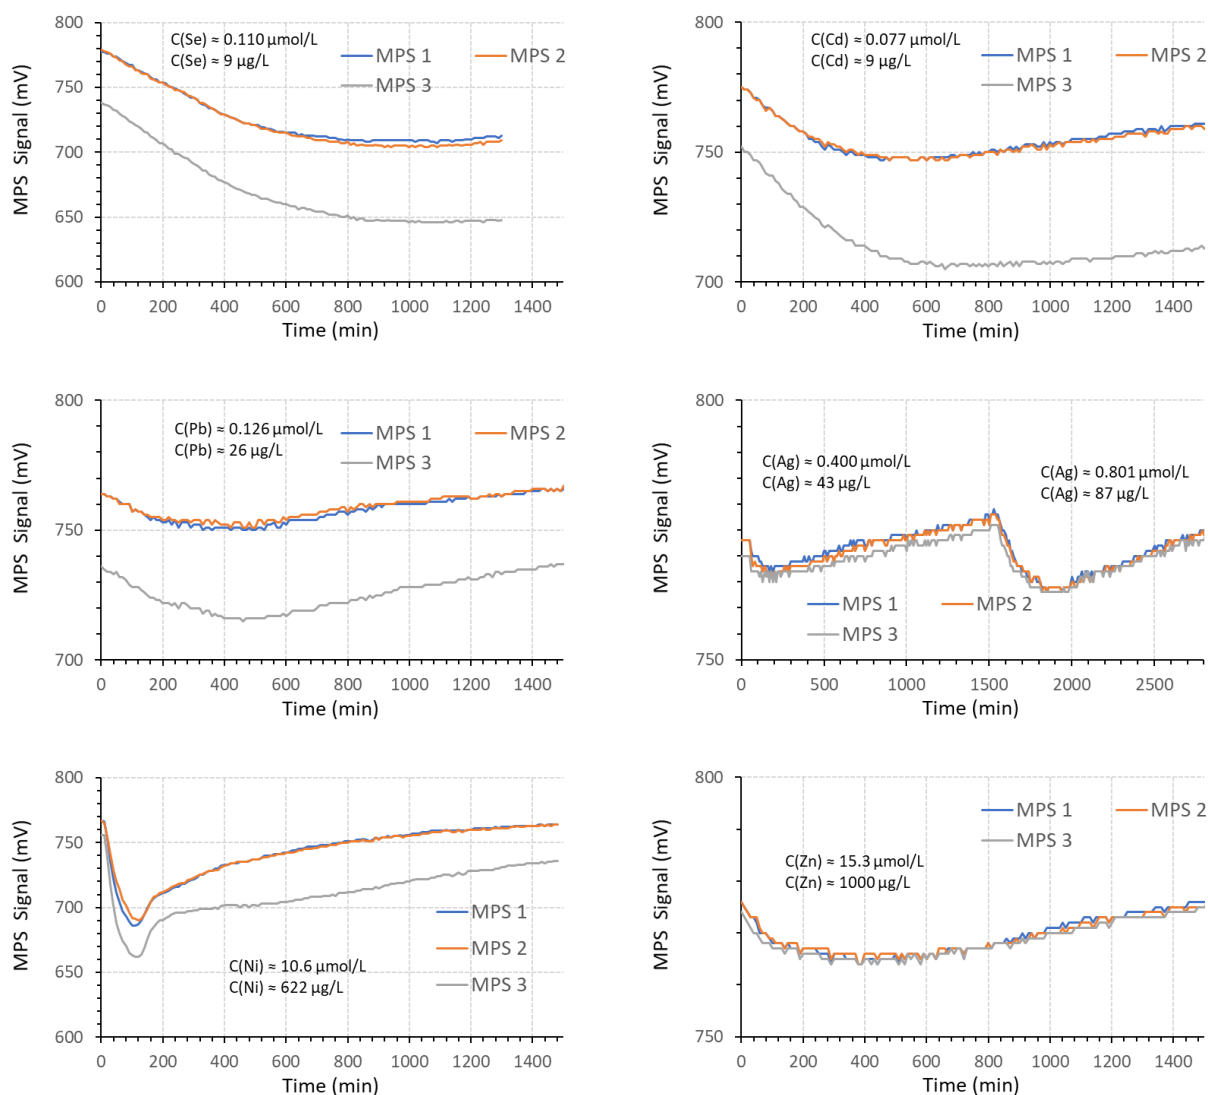 800
750
700
650
600
MPS Signal (mV)
C(Se) ≈ 0.110 µmol/L
C(Se) ≈ 9 µg/L
MPS 1 MPS 2
MPS 3
0 200 400 600 800 1000 1200 1400
Time (min)
800
750
700
MPS Signal (mV)
C(Cd) ≈ 0.077 µmol/L
C(Cd) ≈ 9 µg/L
MPS 1 MPS 2
MPS 3
0 200 400 600 800 1000 1200 1400
Time (min)
800
750
700
MPS Signal (mV)
C(Pb) ≈ 0.126 µmol/L
C(Pb) ≈ 26 µg/L
MPS 1 MPS 2
MPS 3
0 200 400 600 800 1000 1200 1400
Time (min)
800
750
MPS Signal (mV)
C(Ag) ≈ 0.400 µmol/L
C(Ag) ≈ 43 µg/L
C(Ag) ≈ 0.801 µmol/L
C(Ag) ≈ 87 µg/L
MPS 1 MPS 2
MPS 3
0 500 1000 1500 2000 2500
Time (min)
800
750
700
650
600
MPS Signal (mV)
MPS 1
MPS 2
MPS 3
C(Ni) ≈ 10.6 µmol/L
C(Ni) ≈ 622 µg/L
0 200 400 600 800 1000 1200 1400
Time (min)
800
750
MPS Signal (mV)
MPS 1 MPS 2
MPS 3
C(Zn) ≈ 15.3 µmol/L
C(Zn) ≈ 1000 µg/L
0 200 400 600 800 1000 1200 1400
Time (min)